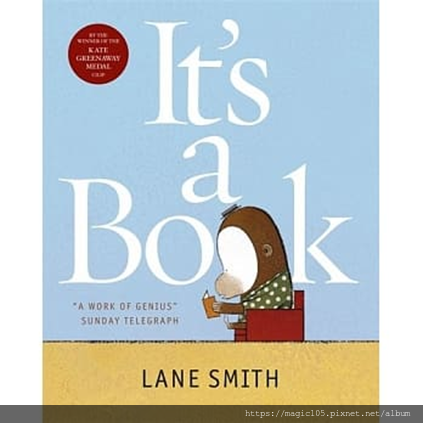 BY THE
WINNER OF THE
KATE
GREENAWAY
MEDAL
CILIP
It's
a
Book
"A WORK OF GENIUS"
SUNDAY TELEGRAPH
LANE SMITH
https://magic105.pixnet.net/album